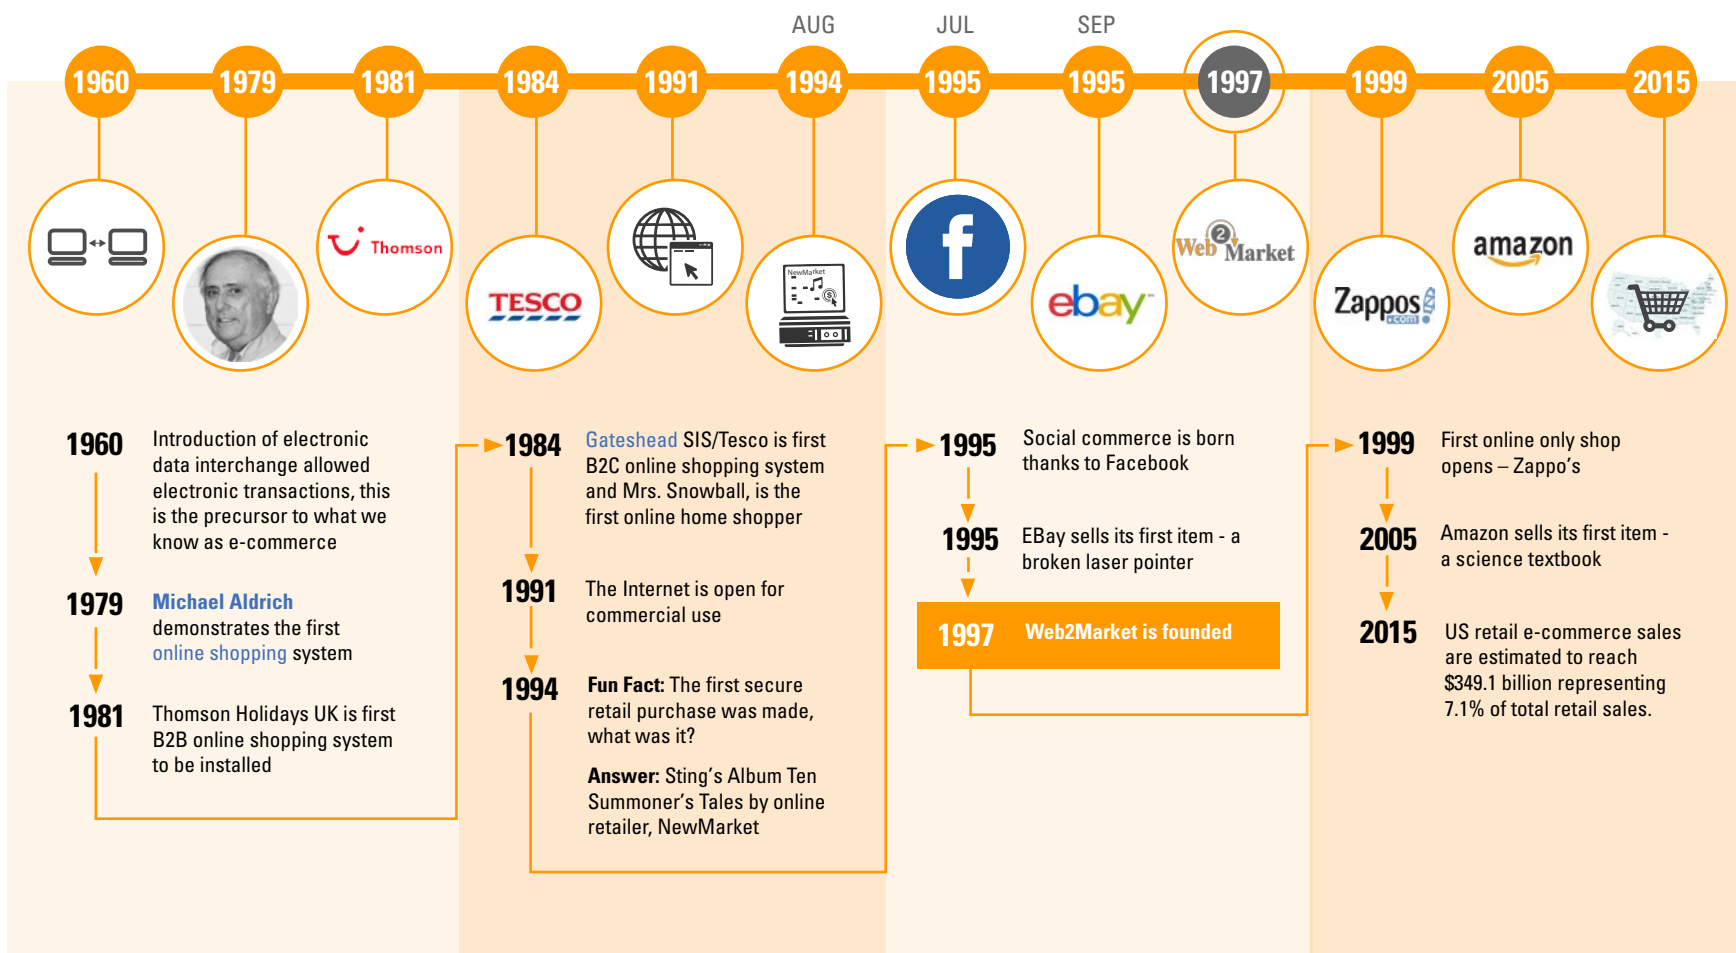 AUG
JUL
SEP
1960
1979
1981
1984
1991
1994
1995
1995
1997
1999
2005
2015
Thomson
TESCO
NewMarket
$
f
ebay
Web 2 Market
Zappos
.com
amazon
1960
Introduction of electronic
data interchange allowed
electronic transactions, this
is the precursor to what we
know as e-commerce
1979
Michael Aldrich
demonstrates the first
online shopping system
1981
Thomson Holidays UK is first
B2B online shopping system
to be installed
1984
Gateshead SIS/Tesco is first
B2C online shopping system
and Mrs. Snowball, is the
first online home shopper
1991
The Internet is open for
commercial use
1994
Fun Fact: The first secure
retail purchase was made,
what was it?
Answer: Sting's Album Ten
Summoner's Tales by online
retailer, NewMarket
1995
Social commerce is born
thanks to Facebook
1995
EBay sells its first item - a
broken laser pointer
1997
Web2Market is founded
1999
First online only shop
opens – Zappo's
2005
Amazon sells its first item -
a science textbook
2015
US retail e-commerce sales
are estimated to reach
$349.1 billion representing
7.1% of total retail sales.